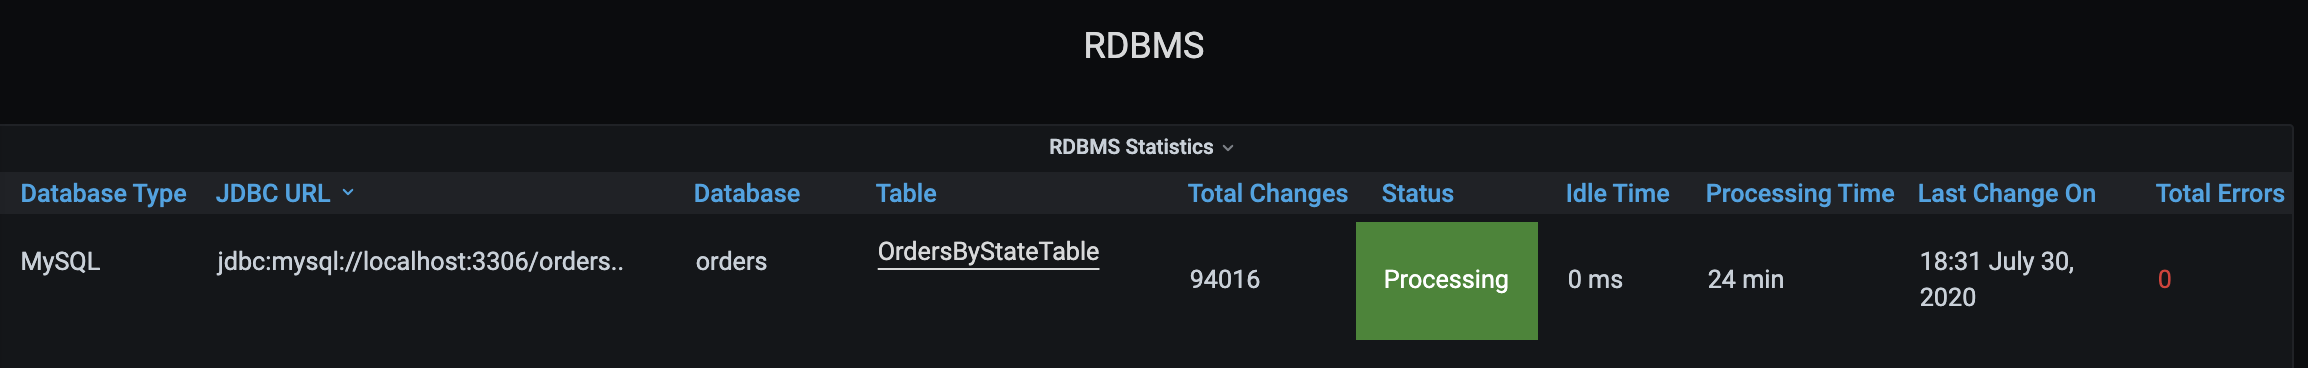 RDBMS
RDBMS Statistics
Database Type JDBC URL Database Table Total Changes Status Idle Time Processing Time Last Change On Total Errors
MySQL jdbc:mysql://localhost:3306/orders.. orders OrdersByStateTable 94016 Processing 0 ms 24 min 18:31 July 30,
2020 0